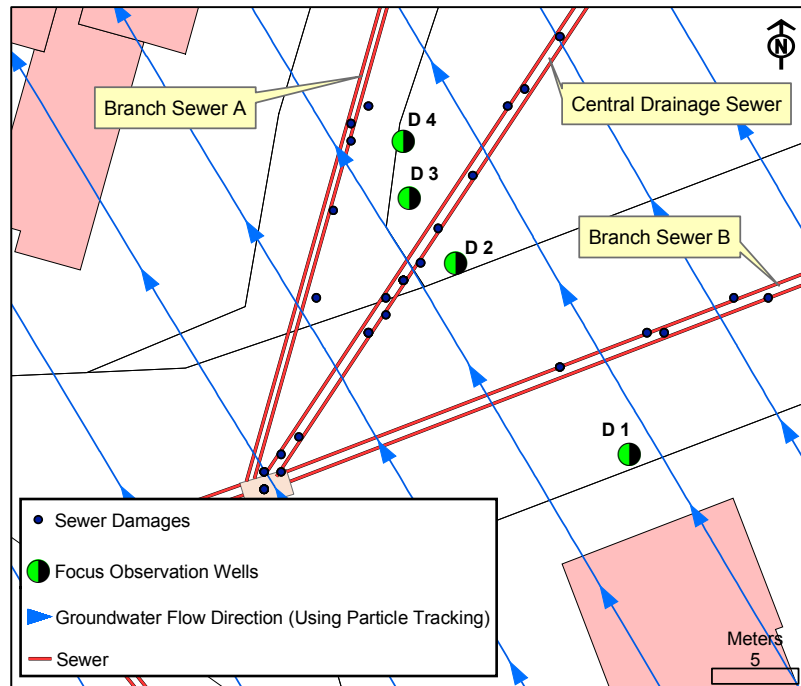 N
Branch Sewer A
Central Drainage Sewer
D 4
D 3
D 2
Branch Sewer B
D 1
Sewer Damages
Focus Observation Wells
Groundwater Flow Direction (Using Particle Tracking)
Sewer
Meters
5